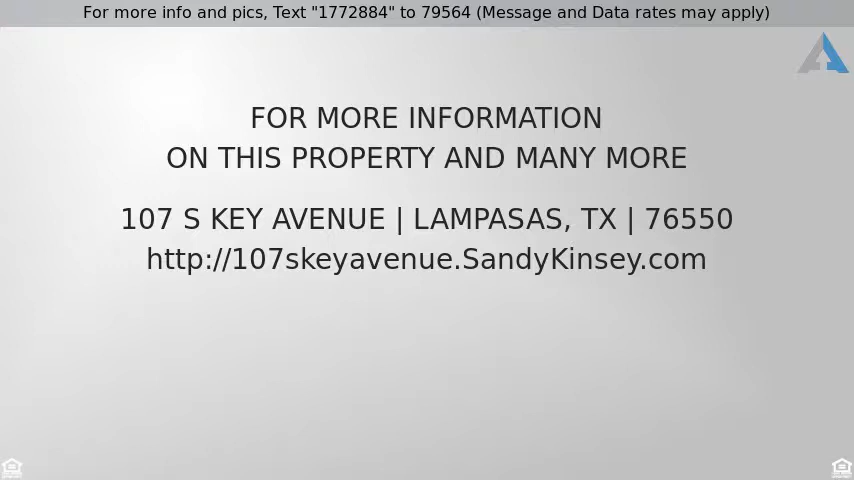 For more info and pics, Text "1772884" to 79564 (Message and Data rates may apply)
FOR MORE INFORMATION
ON THIS PROPERTY AND MANY MORE
107 S KEY AVENUE | LAMPASAS, TX | 76550
http://107skeyavenue.SandyKinsey.com